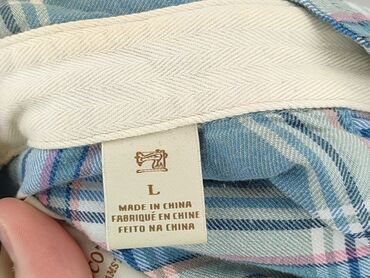 L
MADE IN CHINA
FABRIQUÉ EN CHINE
FEITO NA CHINA